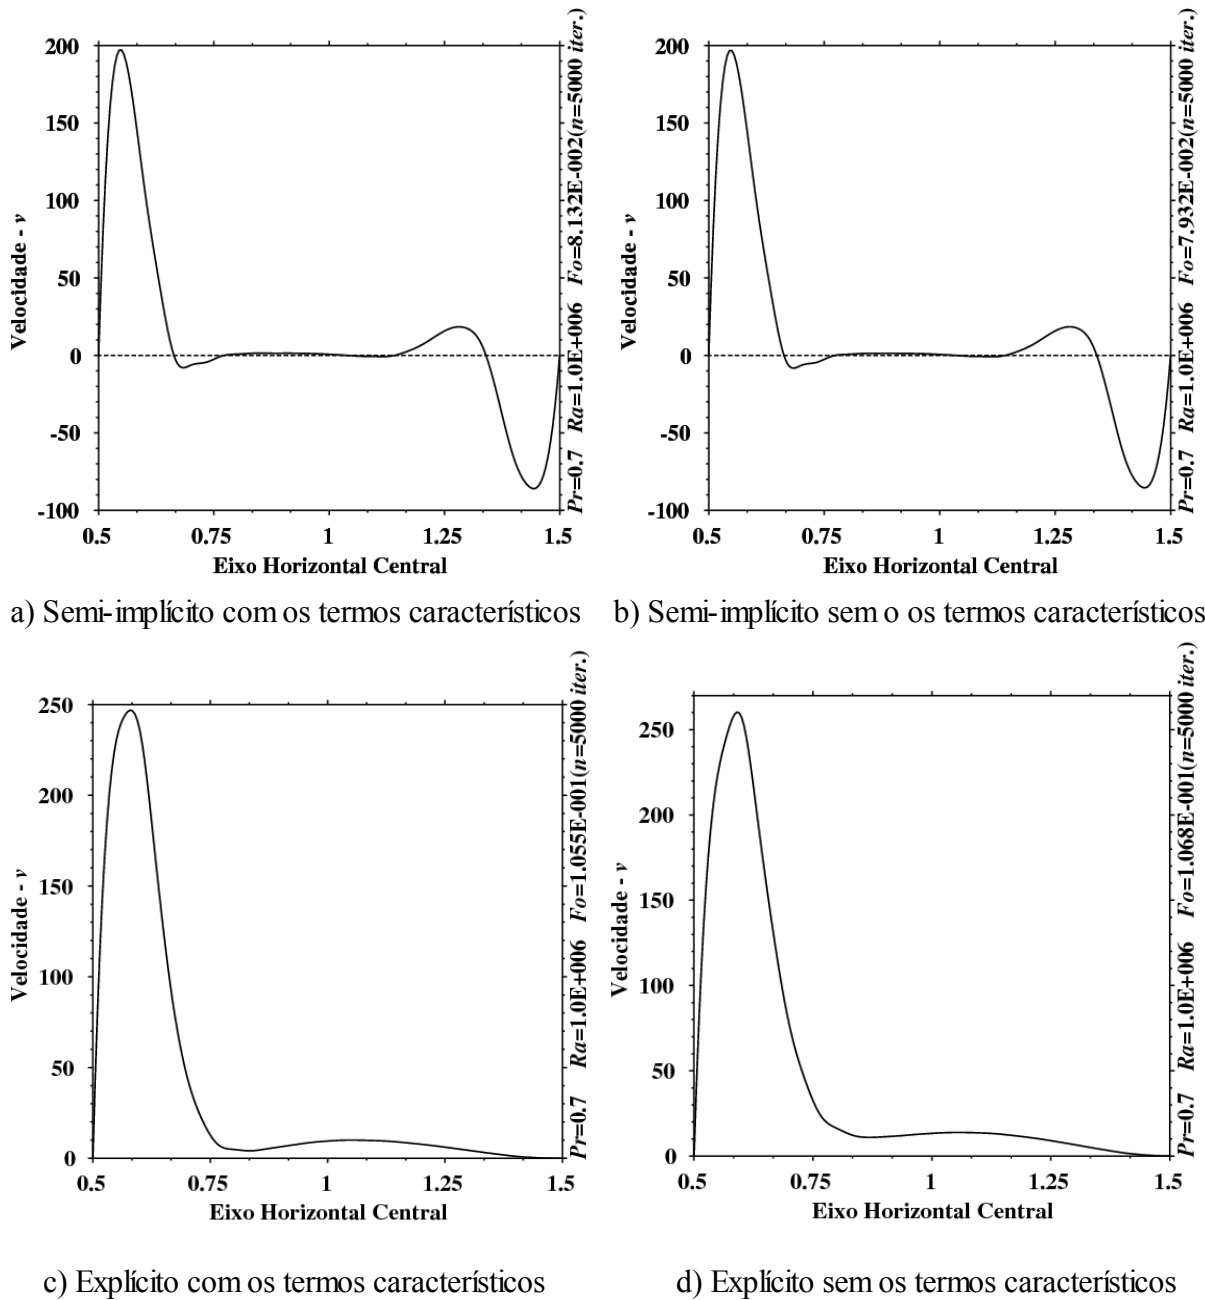 200
150
100
50
0
-50
-100
Velocidade - v
0.5
0.75
1
1.25
1.5
Eixo Horizontal Central
Pr=0.7 Ra=1.0E+006 Fo=8.132E-002(n=5000 iter.)
200
150
100
50
0
-50
-100
Velocidade - v
0.5
0.75
1
1.25
1.5
Eixo Horizontal Central
Pr=0.7 Ra=1.0E+006 Fo=7.932E-002(n=5000 iter.)
a) Semi-implícito com os termos característicos
b) Semi-implícito sem o os termos característicos
250
200
150
100
50
0
Velocidade - v
0.5
0.75
1
1.25
1.5
Eixo Horizontal Central
Pr=0.7 Ra=1.0E+006 Fo=1.055E-001(n=5000 iter.)
250
200
150
100
50
0
Velocidade - v
0.5
0.75
1
1.25
1.5
Eixo Horizontal Central
Pr=0.7 Ra=1.0E+006 Fo=1.068E-001(n=5000 iter.)
c) Explícito com os termos característicos
d) Explícito sem os termos característicos